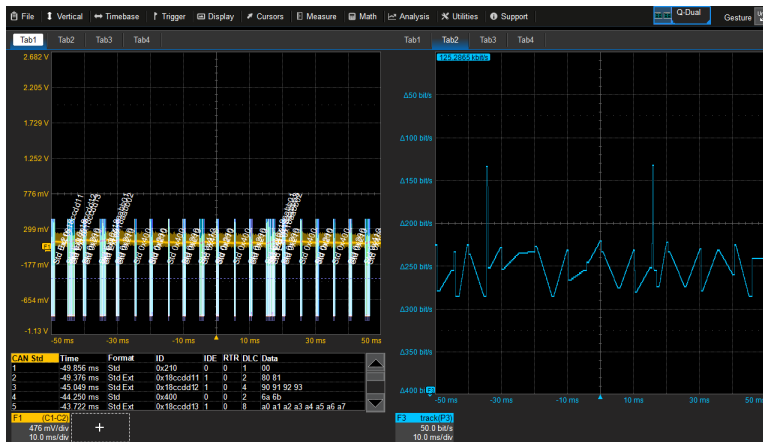 File Vertical Timebase Trigger Display Cursors Measure Math Analysis Utilities Support Q-Dual Gesture
Tab1 Tab2 Tab3 Tab4 Tab1 Tab2 Tab3 Tab4
2.682 V
2.205 V
1.729 V
1.252 V
776 mV
299 mV
-177 mV
-654 mV
-1.13 V
-50 ms -30 ms -10 ms 10 ms 30 ms 50 ms
Δ50 bit/s
Δ100 bit/s
Δ150 bit/s
Δ200 bit/s
Δ250 bit/s
Δ300 bit/s
Δ350 bit/s
Δ400 bit/s
-50 ms -30 ms -10 ms 10 ms 30 ms 50 ms
CAN Std Time Format ID IDE RTR DLC Data
1 -49.856 ms Std 0x210 0 0 1 00
2 -49.376 ms Std Ext 0x18ccdd11 1 0 2 80 81
3 -45.049 ms Std Ext 0x18ccdd12 1 0 4 90 91 92 93
4 -44.250 ms Std 0x400 0 0 2 6a 6b
5 -43.722 ms Std Ext 0x18ccdd13 1 0 8 a0 a1 a2 a3 a4 a5 a6 a7
F1 (C1-C2)
476 mV/div
10.0 ms/div
F3 track(P3)
50.0 bit/s
10.0 ms/div